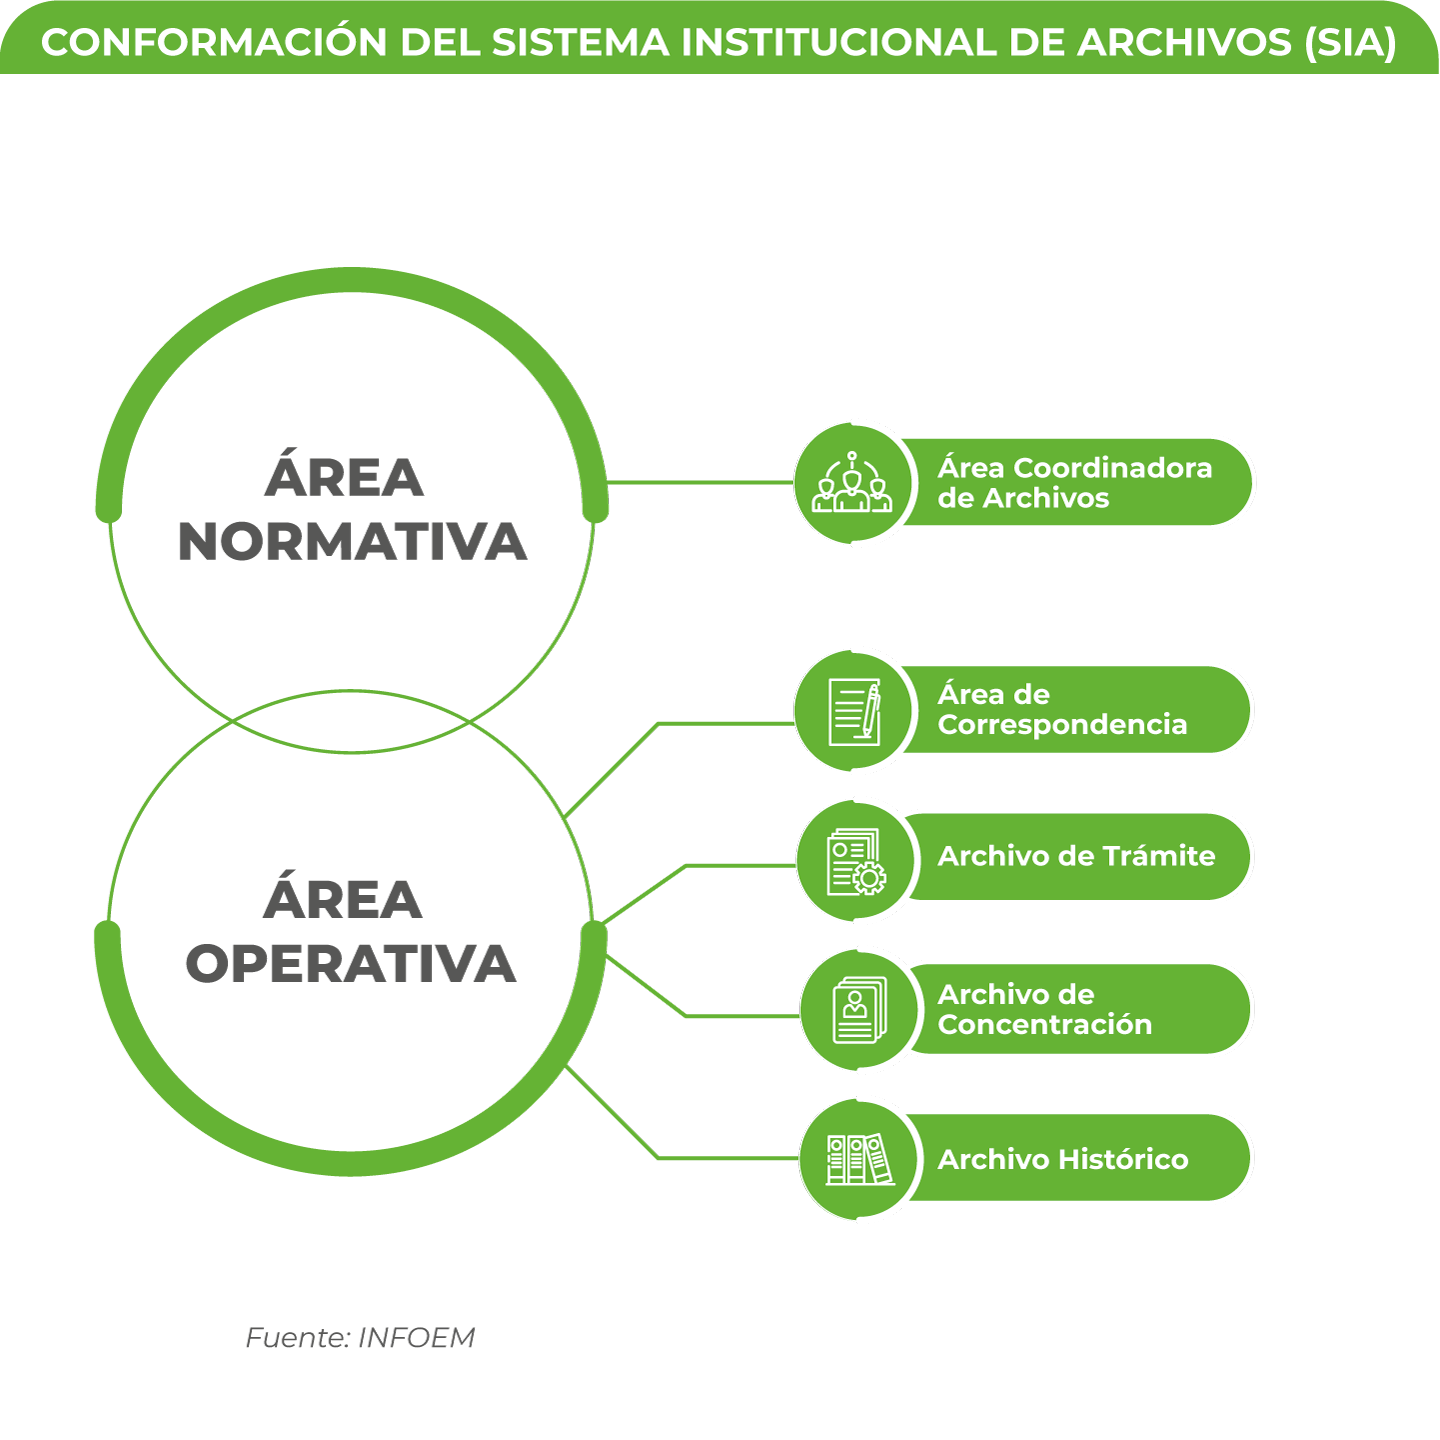 CONFORMACIÓN DEL SISTEMA INSTITUCIONAL DE ARCHIVOS (SIA)
ÁREA
NORMATIVA
Área Coordinadora
de Archivos
ÁREA
OPERATIVA
Área de
Correspondencia
Archivo de Trámite
Archivo de
Concentración
Archivo Histórico
Fuente: INFOEM